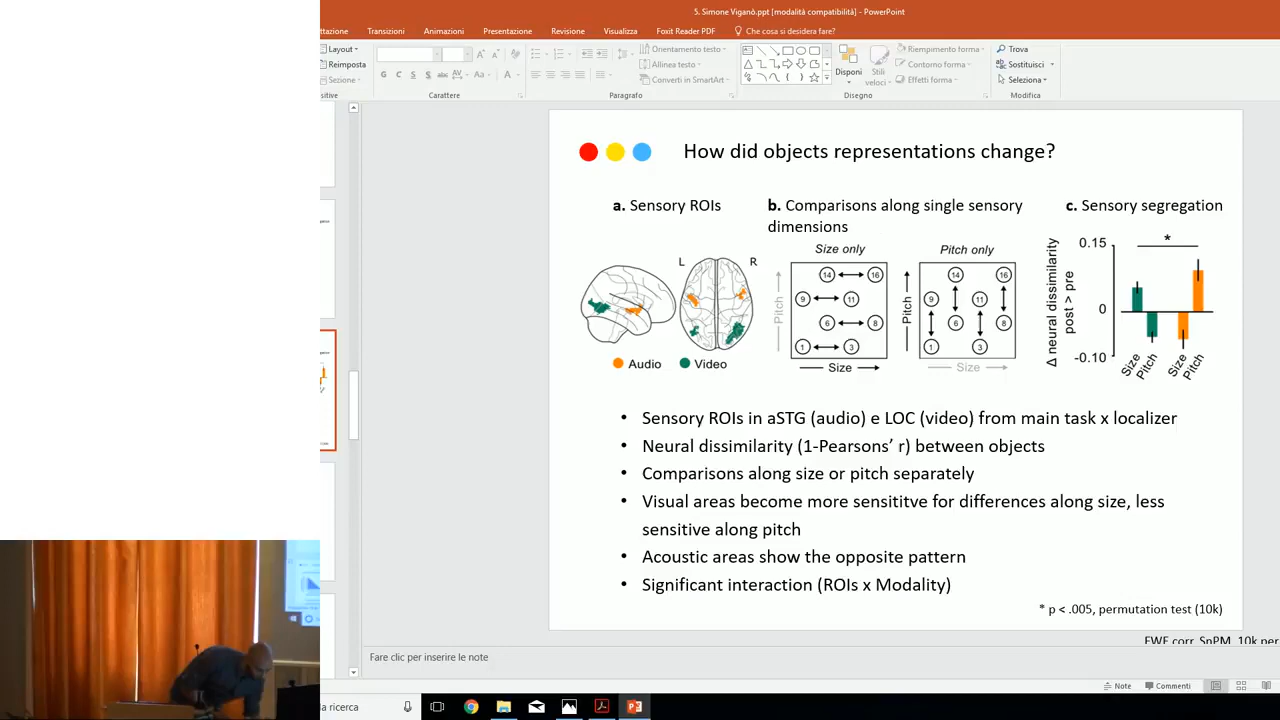 5. Simone Viganò.ppt [modalità compatibilità] - PowerPoint
ttazione Transizioni Animazioni Presentazione Revisione Visualizza Foxit Reader PDF Che cosa si desidera fare?
Layout
Reimposta
Sezione
Orientamento testo
Allinea testo
Converti in SmartArt
Disponi
Stili
veloci
Riempimento forma
Contorno forma
Effetti forma
Trova
Sostituisci
Seleziona
Carattere Paragrafo Disegno Modifica
How did objects representations change?
a. Sensory ROIs
L R
Audio Video
b. Comparisons along single sensory
dimensions
Size only Pitch only
Pitch
14 16
9 11
6 8
1 3
Size
Pitch
14 16
9 11
6 8
1 3
Size
c. Sensory segregation
Δ neural dissimilarity
post > pre
0.15
0
-0.10
*
Size Pitch Size Pitch
• Sensory ROIs in aSTG (audio) e LOC (video) from main task x localizer
• Neural dissimilarity (1-Pearsons’ r) between objects
• Comparisons along size or pitch separately
• Visual areas become more sensititve for differences along size, less
sensitive along pitch
• Acoustic areas show the opposite pattern
• Significant interaction (ROIs x Modality)
* p < .005, permutation test (10k)
FWE corr. SnPM, 10k per
Fare clic per inserire le note
Note Commenti
la ricerca